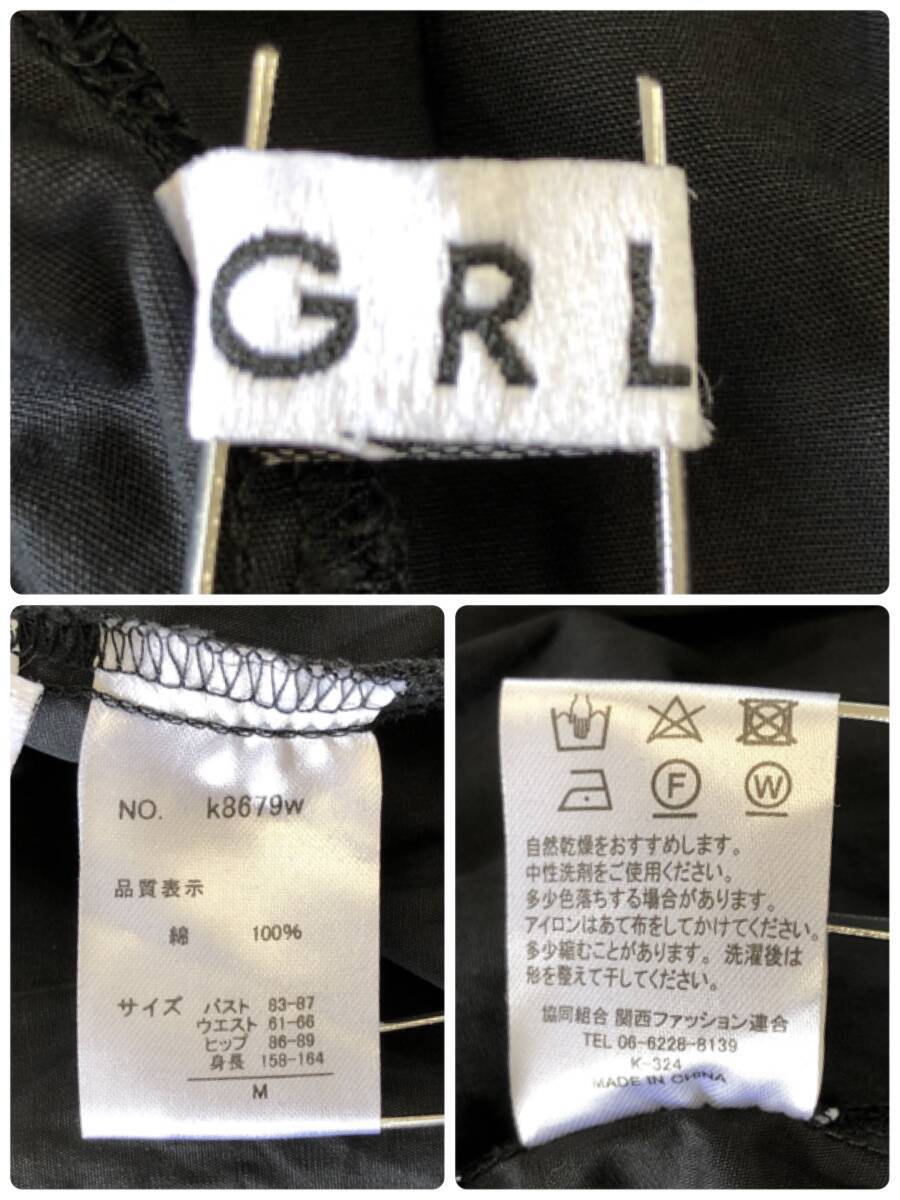 GRL
NO. k8679w
品質表示
綿 100%
サイズ バスト 83-87
ウエスト 61-66
ヒップ 86-89
身長 158-164
M
F W
自然乾燥をおすすめします。
中性洗剤をご使用ください。
多少色落ちする場合があります。
アイロンはあて布をしてかけてください。
多少縮むことがあります。洗濯後は
形を整えて干してください。
協同組合 関西ファッション連合
TEL 06-6228-8139
K-324
MADE IN CHINA